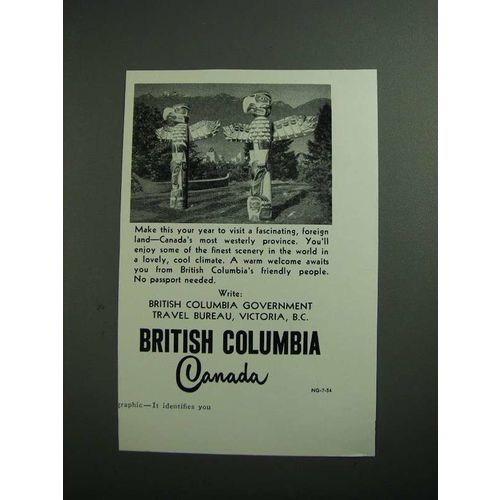 Make this your year to visit a fascinating, foreign
land—Canada's most westerly province. You'll
enjoy some of the finest scenery in the world in
a lovely, cool climate. A warm welcome awaits
you from British Columbia's friendly people.
No passport needed.
Write:
BRITISH COLUMBIA GOVERNMENT
TRAVEL BUREAU, VICTORIA, B.C.
BRITISH COLUMBIA
Canada
NG-7-54
graphic—It identifies you